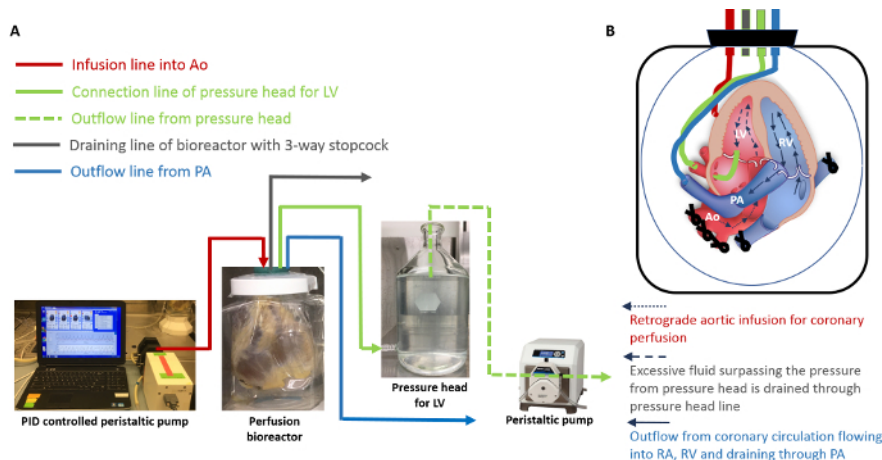 A
Infusion line into Ao
Connection line of pressure head for LV
Outflow line from pressure head
Draining line of bioreactor with 3-way stopcock
Outflow line from PA
PID controlled peristaltic pump
Perfusion
bioreactor
Pressure head
for LV
Peristaltic pump
B
LV
RV
PA
Ao
Retrograde aortic infusion for coronary
perfusion
Excessive fluid surpassing the pressure
from pressure head is drained through
pressure head line
Outflow from coronary circulation flowing
into RA, RV and draining through PA